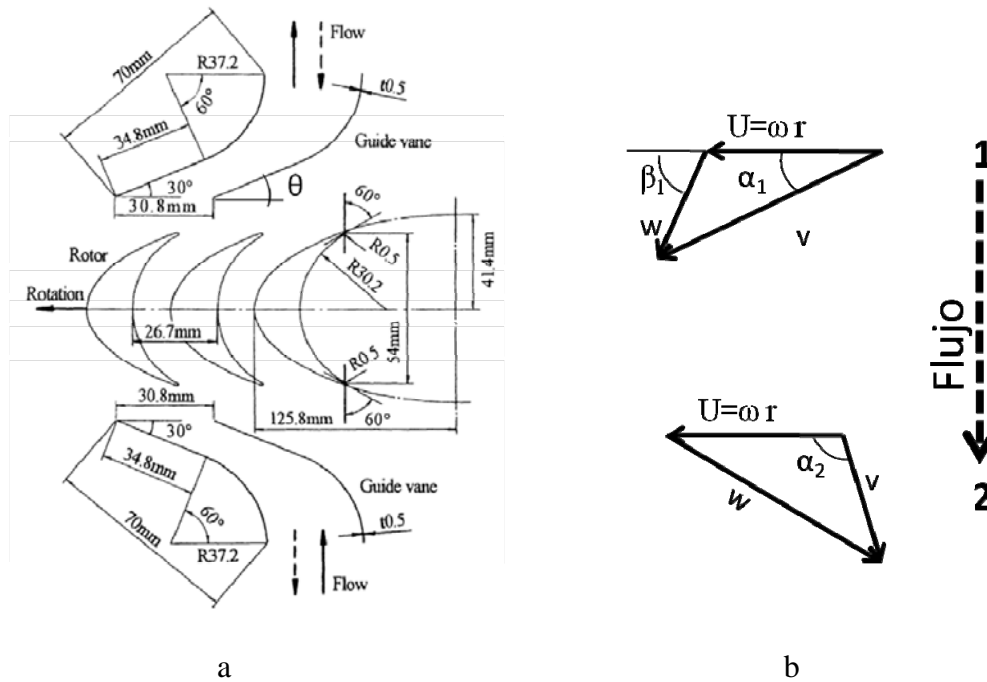 Flow
70mm
R37.2
60°
t0.5
34.8mm
Guide vane
30°
θ
30.8mm
60°
Rotor
R0.5
R30.2
41.4mm
Rotation
26.7mm
54mm
R0.5
30.8mm
125.8mm
60°
30°
34.8mm
Guide vane
60°
70mm
t0.5
R37.2
Flow
a
U=ω r
1
β1
α1
w
v
Flujo
U=ω r
α2
v
w
2
b